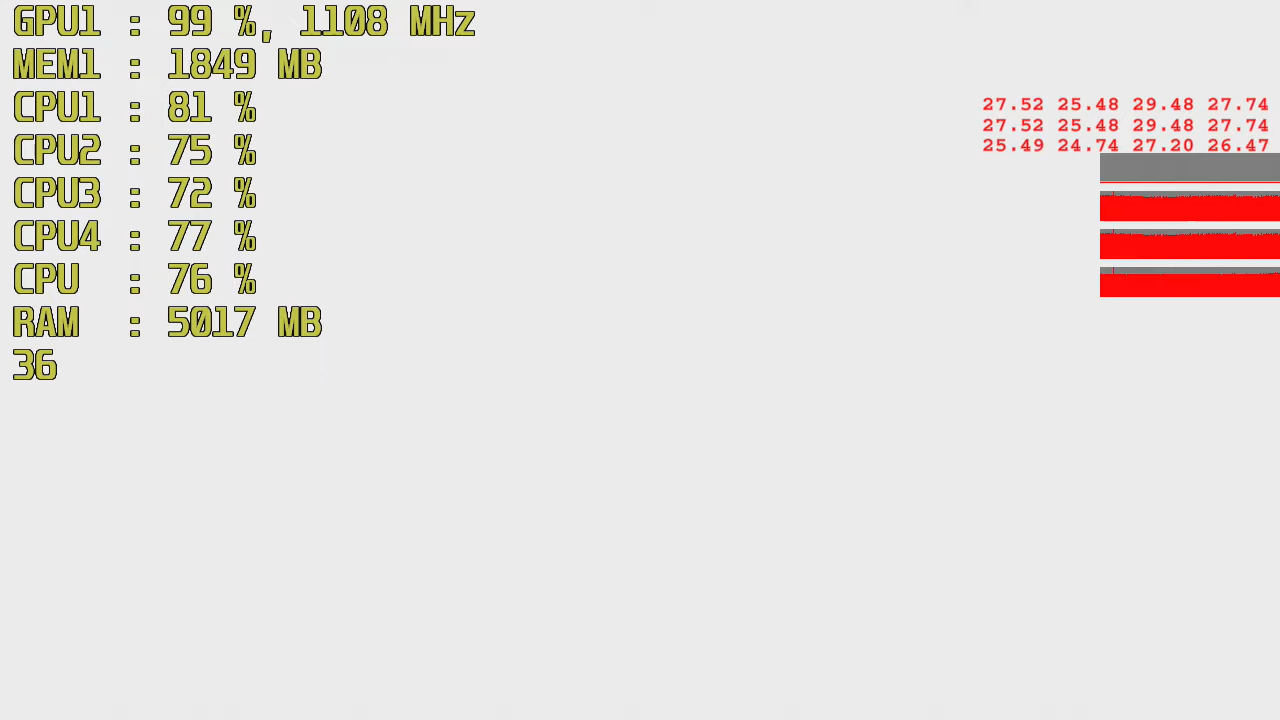 GPU1 : 99 %, 1108 MHz
MEM1 : 1849 MB
CPU1 : 81 %
CPU2 : 75 %
CPU3 : 72 %
CPU4 : 77 %
CPU : 76 %
RAM : 5017 MB
36
27.52 25.48 29.48 27.74
27.52 25.48 29.48 27.74
25.49 24.74 27.20 26.47